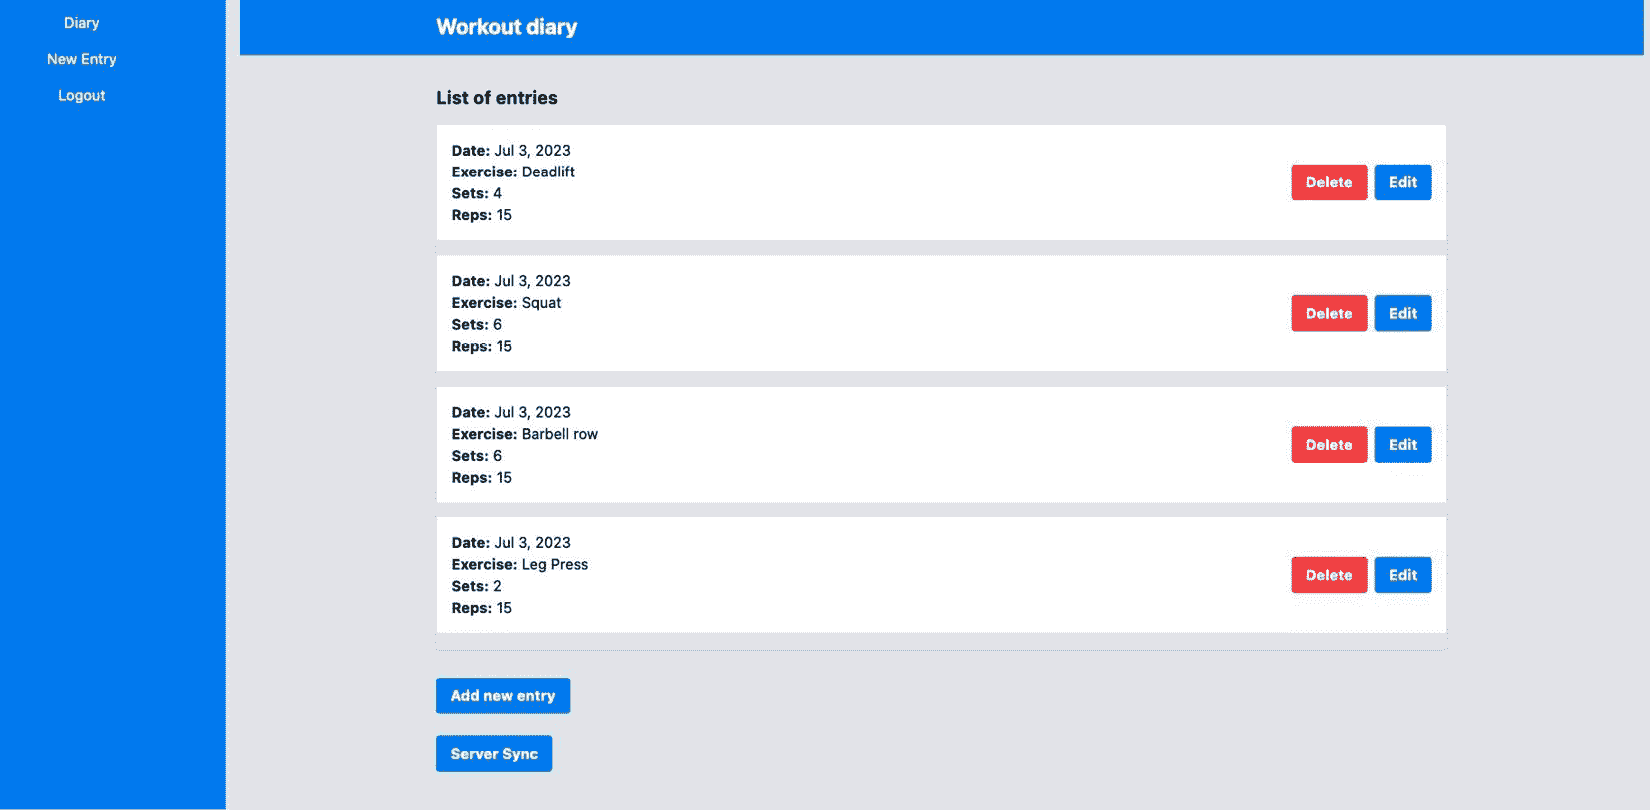 Diary
New Entry
Logout
Workout diary
List of entries
Date: Jul 3, 2023
Exercise: Deadlift
Sets: 4
Reps: 15
Delete
Edit
Date: Jul 3, 2023
Exercise: Squat
Sets: 6
Reps: 15
Delete
Edit
Date: Jul 3, 2023
Exercise: Barbell row
Sets: 6
Reps: 15
Delete
Edit
Date: Jul 3, 2023
Exercise: Leg Press
Sets: 2
Reps: 15
Delete
Edit
Add new entry
Server Sync